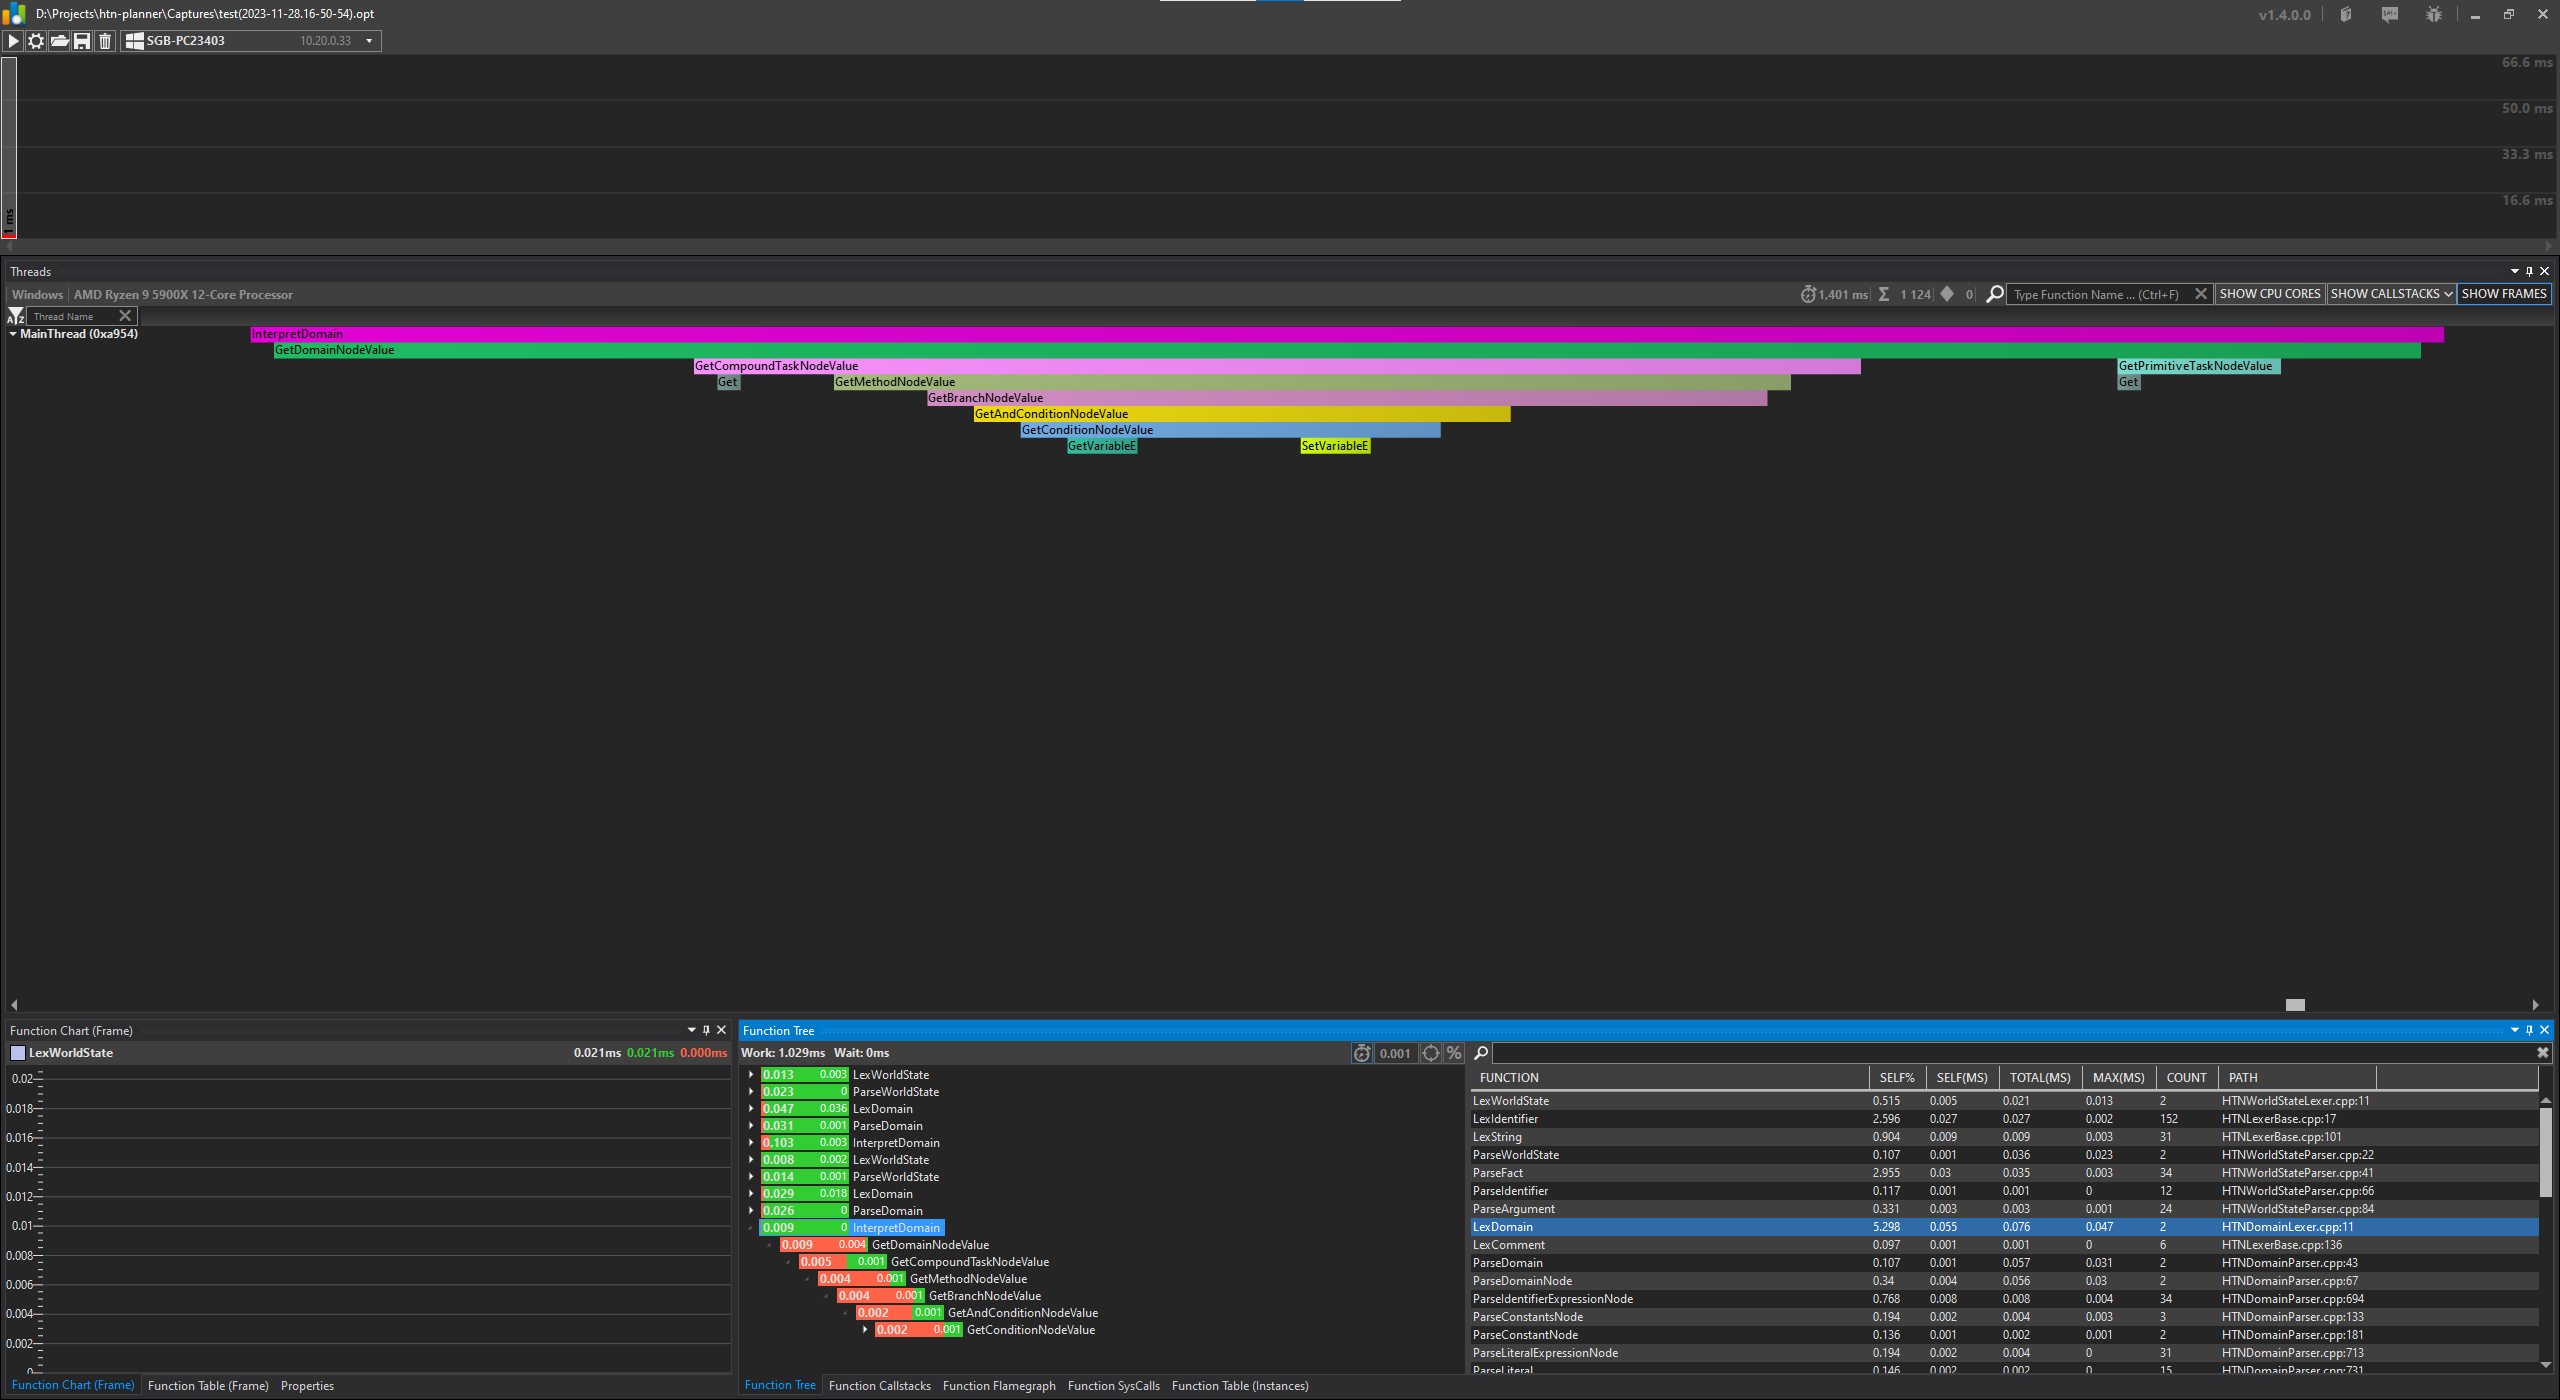 D:\Projects\htn-planner\Captures\test(2023-11-28.16-50-54).opt
v1.4.0.0
SGB-PC23403 10.20.0.33
66.6 ms
50.0 ms
33.3 ms
16.6 ms
1 ms
Threads
Windows AMD Ryzen 9 5900X 12-Core Processor
1,401 ms Σ 1 124 0 Type Function Name ... (Ctrl+F) SHOW CPU CORES SHOW CALLSTACKS SHOW FRAMES
AYZ Thread Name
MainThread (0xa954)
InterpretDomain
GetDomainNodeValue
GetCompoundTaskNodeValue GetPrimitiveTaskNodeValue
Get GetMethodNodeValue Get
GetBranchNodeValue
GetAndConditionNodeValue
GetConditionNodeValue
GetVariableE SetVariableE
Function Chart (Frame)
LexWorldState 0.021ms 0.021ms 0.000ms
0.02
0.018
0.016
0.014
0.012
0.01
0.008
0.006
0.004
0.002
0
Function Chart (Frame) Function Table (Frame) Properties
Function Tree
Work: 1.029ms Wait: 0ms 0.001 %
0.013 0.003 LexWorldState
0.023 0 ParseWorldState
0.047 0.036 LexDomain
0.031 0.001 ParseDomain
0.103 0.003 InterpretDomain
0.008 0.002 LexWorldState
0.014 0.001 ParseWorldState
0.029 0.018 LexDomain
0.026 0 ParseDomain
0.009 0 InterpretDomain
0.009 0.004 GetDomainNodeValue
0.005 0.001 GetCompoundTaskNodeValue
0.004 0.001 GetMethodNodeValue
0.004 0.001 GetBranchNodeValue
0.002 0.001 GetAndConditionNodeValue
0.002 0.001 GetConditionNodeValue
FUNCTION SELF% SELF(MS) TOTAL(MS) MAX(MS) COUNT PATH
LexWorldState 0.515 0.005 0.021 0.013 2 HTNWorldStateLexer.cpp:11
LexIdentifier 2.596 0.027 0.027 0.002 152 HTNLexerBase.cpp:17
LexString 0.904 0.009 0.009 0.003 31 HTNLexerBase.cpp:101
ParseWorldState 0.107 0.001 0.036 0.023 2 HTNWorldStateParser.cpp:22
ParseFact 2.955 0.03 0.035 0.003 34 HTNWorldStateParser.cpp:41
ParseIdentifier 0.117 0.001 0.001 0 12 HTNWorldStateParser.cpp:66
ParseArgument 0.331 0.003 0.003 0.001 24 HTNWorldStateParser.cpp:84
LexDomain 5.298 0.055 0.076 0.047 2 HTNDomainLexer.cpp:11
LexComment 0.097 0.001 0.001 0 6 HTNLexerBase.cpp:136
ParseDomain 0.107 0.001 0.057 0.031 2 HTNDomainParser.cpp:43
ParseDomainNode 0.34 0.004 0.056 0.03 2 HTNDomainParser.cpp:67
ParseIdentifierExpressionNode 0.768 0.008 0.008 0.004 34 HTNDomainParser.cpp:694
ParseConstantsNode 0.194 0.002 0.004 0.003 3 HTNDomainParser.cpp:133
ParseConstantNode 0.136 0.001 0.002 0.001 2 HTNDomainParser.cpp:181
ParseLiteralExpressionNode 0.194 0.002 0.004 0 31 HTNDomainParser.cpp:713
ParseLiteral 0.146 0.002 0.002 0 15 HTNDomainParser.cpp:731
Function Tree Function Callstacks Function Flamegraph Function SysCalls Function Table (Instances)